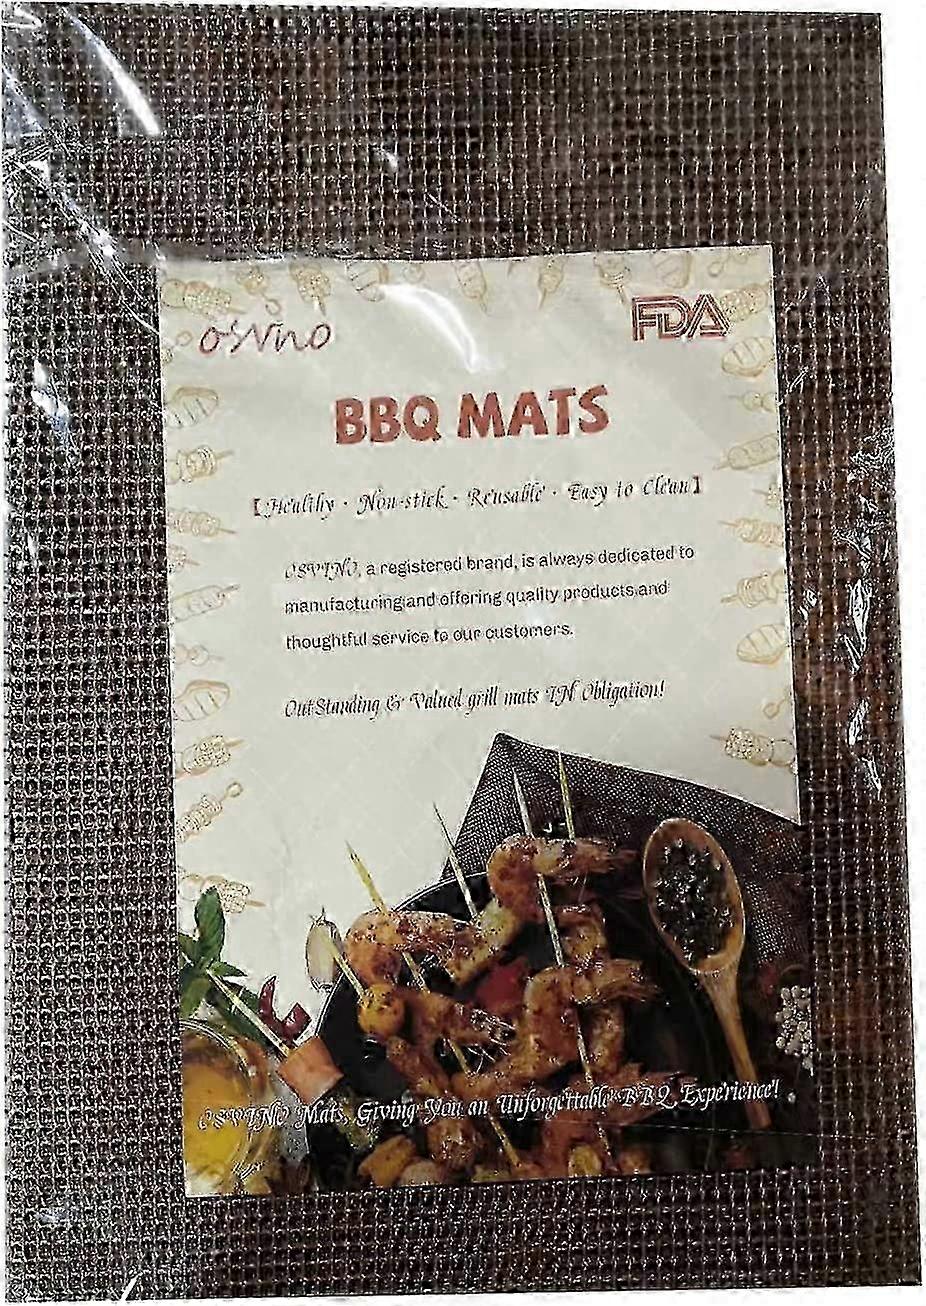 osvino
FDA
BBQ MATS
【Healthy · Non-stick · Reusable · Easy to Clean】
OSVINO, a registered brand, is always dedicated to
manufacturing and offering quality products and
thoughtful service to our customers.
OutStanding & Valued grill mats IN Obligation!
OSVINO Mats, Giving You an Unforgettable BBQ Experience!